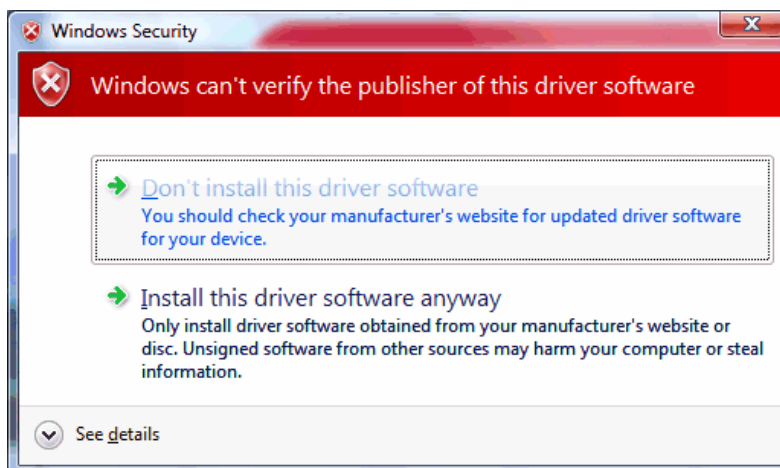 Windows Security
Windows can't verify the publisher of this driver software
Don't install this driver software
You should check your manufacturer's website for updated driver software
for your device.
Install this driver software anyway
Only install driver software obtained from your manufacturer's website or
disc. Unsigned software from other sources may harm your computer or steal
information.
See details